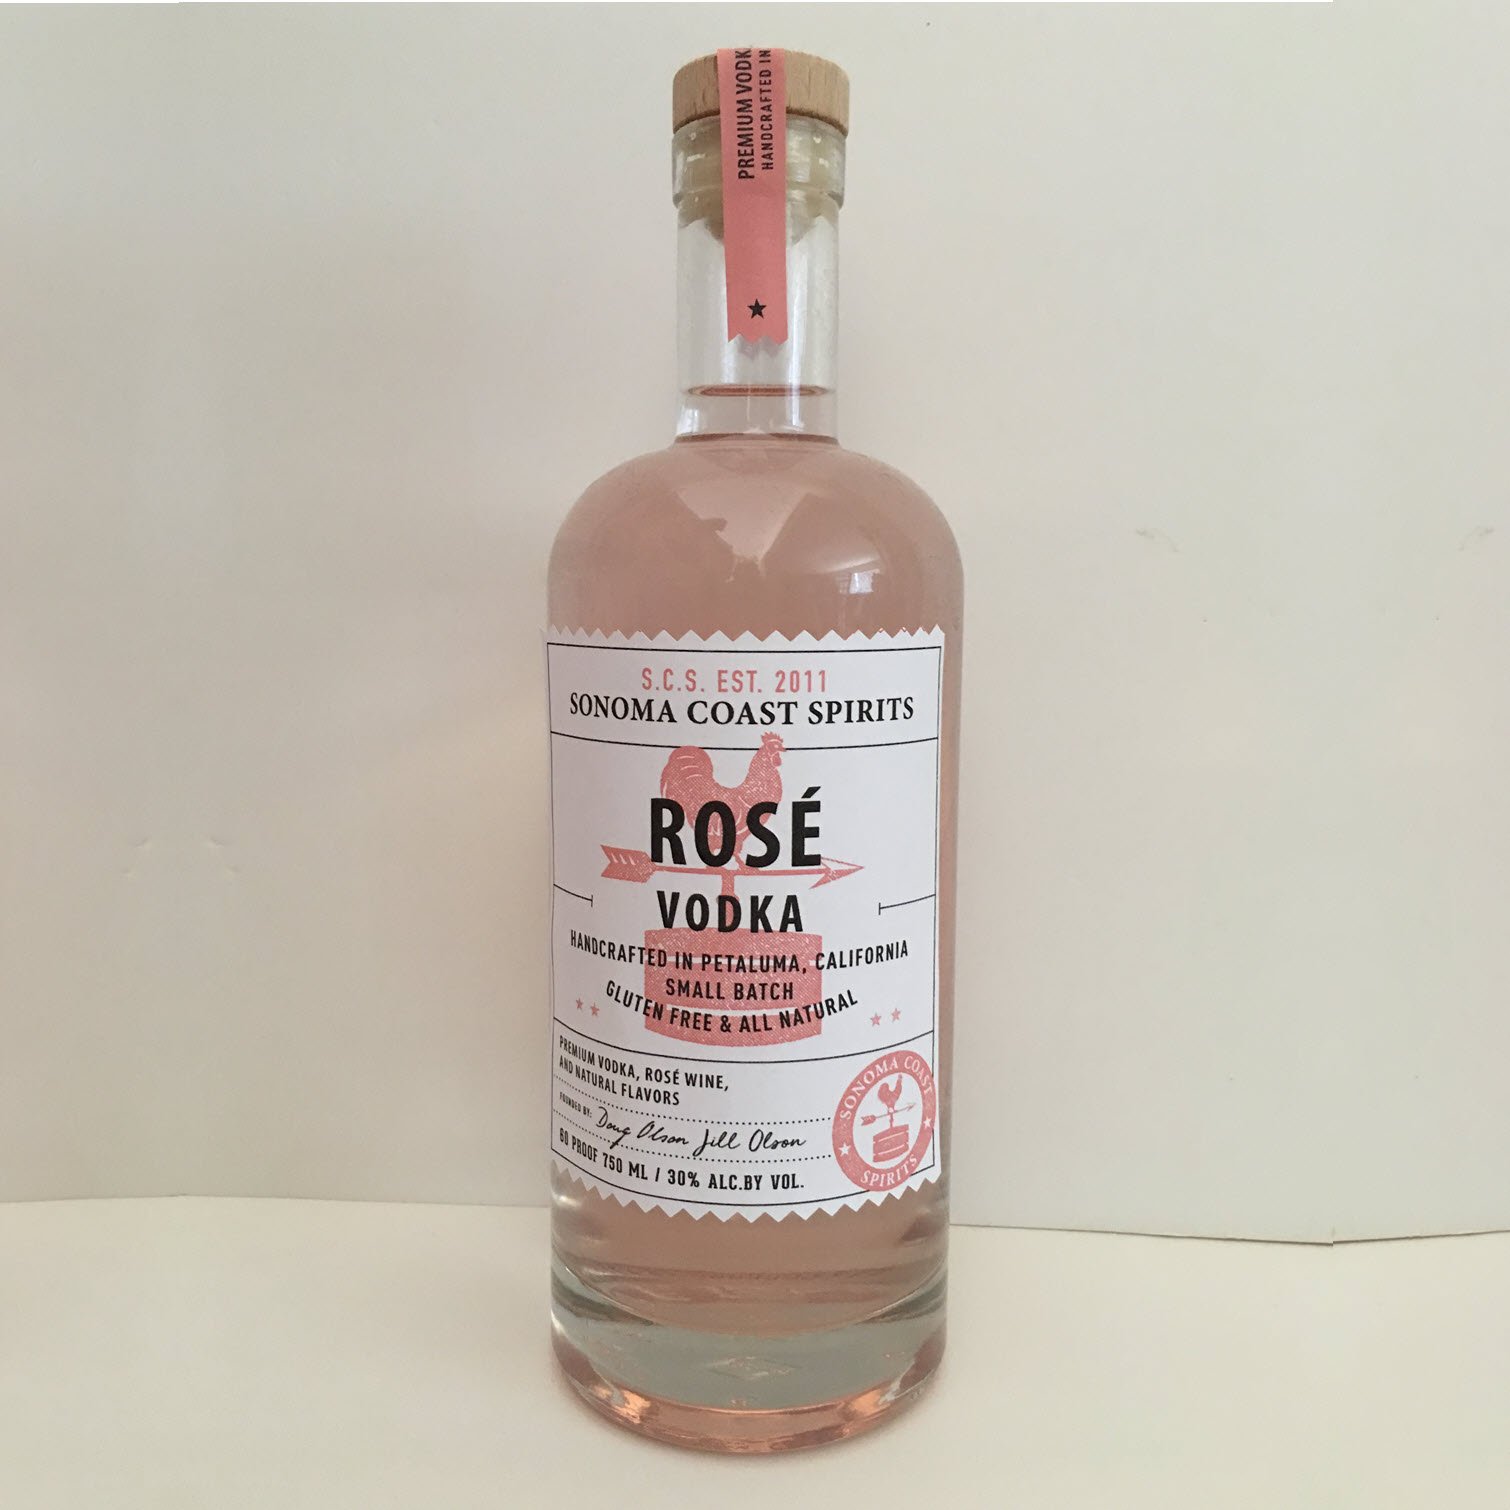 PREMIUM VODK
HANDCRAFTED IN
S.C.S. EST. 2011
SONOMA COAST SPIRITS
ROSÉ
VODKA
HANDCRAFTED IN PETALUMA, CALIFORNIA
SMALL BATCH
GLUTEN FREE & ALL NATURAL
PREMIUM VODKA, ROSÉ WINE,
AND NATURAL FLAVORS
FOUNDED BY: Doug Olson Jill Olson
60 PROOF 750 ML / 30% ALC.BY VOL.
SONOMA COAST
SPIRITS